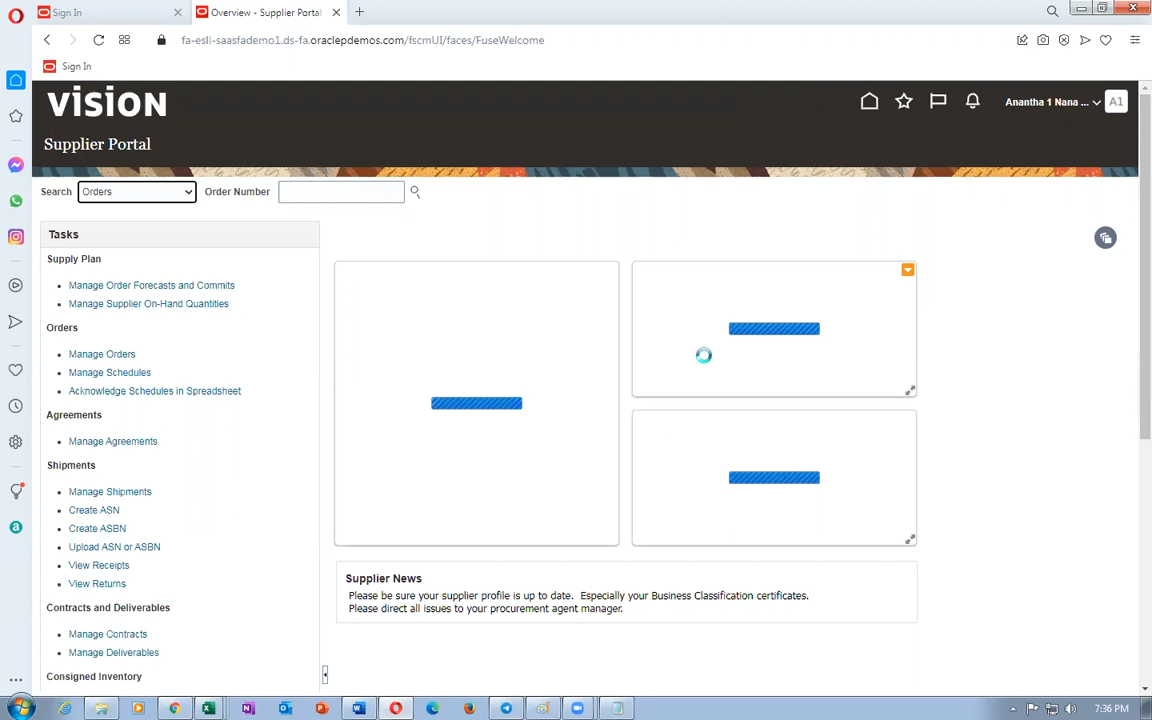 Sign In
Overview - Supplier Portal
fa-esli-saasfademo1.ds-fa.oraclepdemos.com/fscmUI/faces/FuseWelcome
Sign In
vision
Anantha 1 Nana ...
A1
Supplier Portal
Search
Orders
Order Number
Tasks
Supply Plan
Manage Order Forecasts and Commits
Manage Supplier On-Hand Quantities
Orders
Manage Orders
Manage Schedules
Acknowledge Schedules in Spreadsheet
Agreements
Manage Agreements
Shipments
Manage Shipments
Create ASN
Create ASBN
Upload ASN or ASBN
View Receipts
View Returns
Contracts and Deliverables
Manage Contracts
Manage Deliverables
Consigned Inventory
Supplier News
Please be sure your supplier profile is up to date. Especially your Business Classification certificates.
Please direct all issues to your procurement agent manager.
7:36 PM